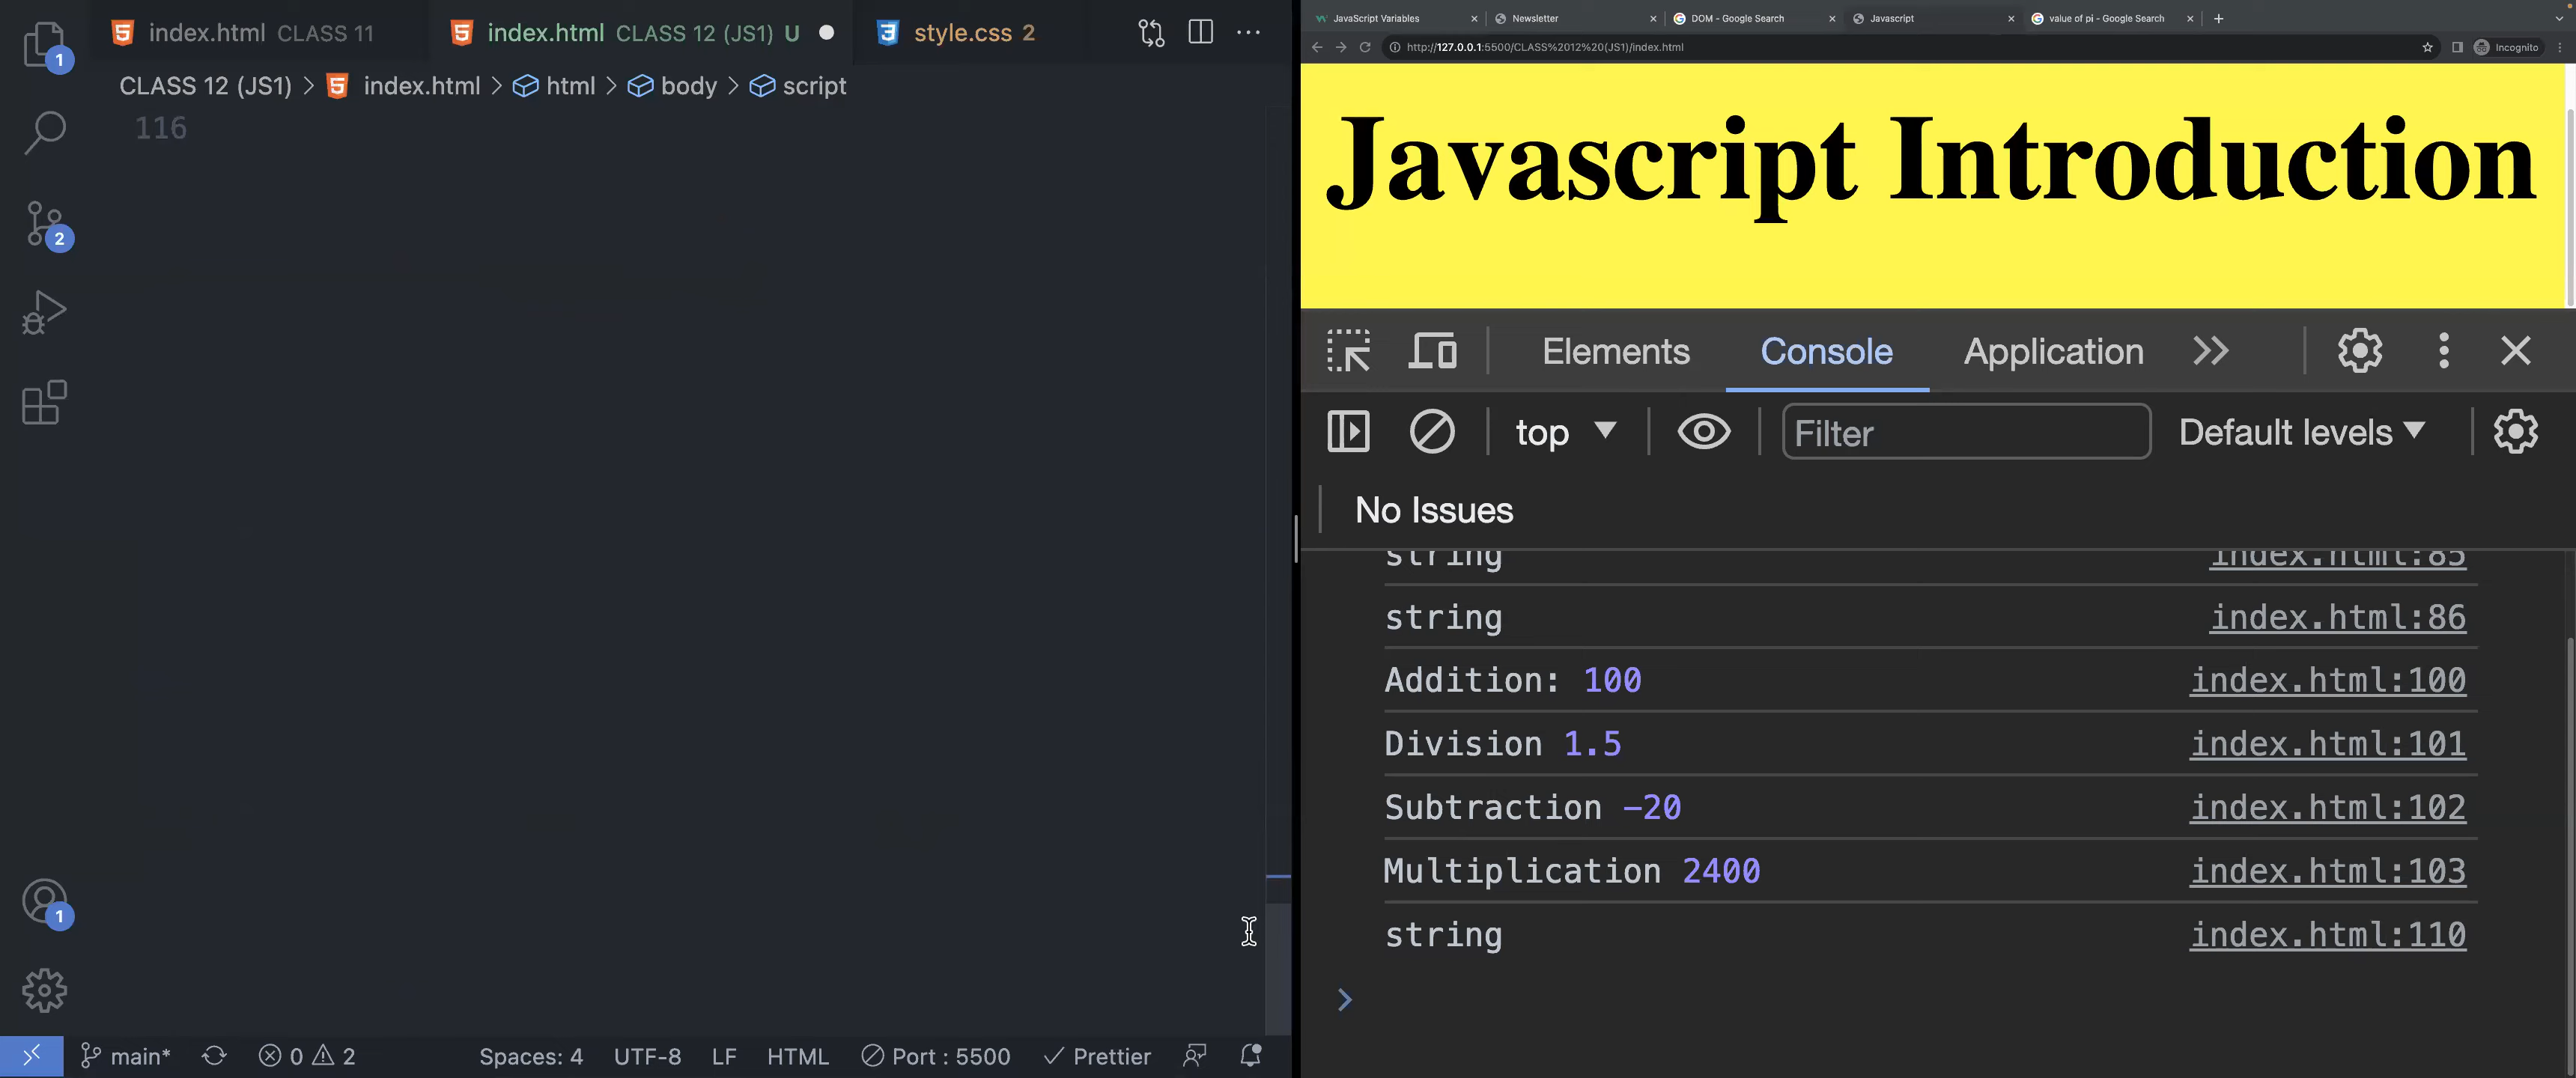 index.html CLASS 11
index.html CLASS 12 (JS1) U
style.css 2
CLASS 12 (JS1) > index.html > html > body > script
116
1
2
1
main*
0
2
Spaces: 4
UTF-8
LF
HTML
Port : 5500
Prettier
JavaScript Variables
Newsletter
DOM - Google Search
Javascript
value of pi - Google Search
http://127.0.0.1:5500/CLASS%2012%20(JS1)/index.html
Incognito
Javascript Introduction
Elements
Console
Application
top
Filter
Default levels
No Issues
string index.html:85
string index.html:86
Addition: 100 index.html:100
Division 1.5 index.html:101
Subtraction -20 index.html:102
Multiplication 2400 index.html:103
string index.html:110